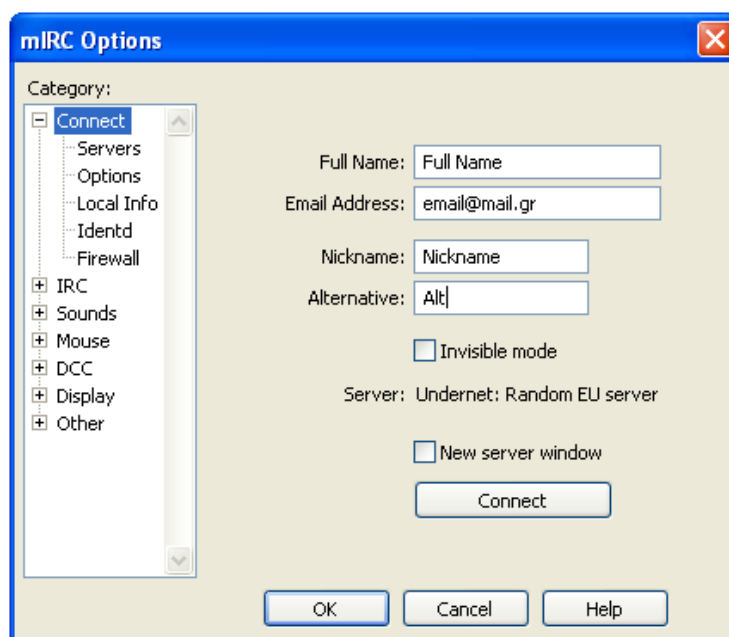 mIRC Options
Category:
Connect
Servers
Options
Local Info
Identd
Firewall
IRC
Sounds
Mouse
DCC
Display
Other
Full Name: Full Name
Email Address: email@mail.gr
Nickname: Nickname
Alternative: Alt
Invisible mode
Server: Undernet: Random EU server
New server window
Connect
OK Cancel Help